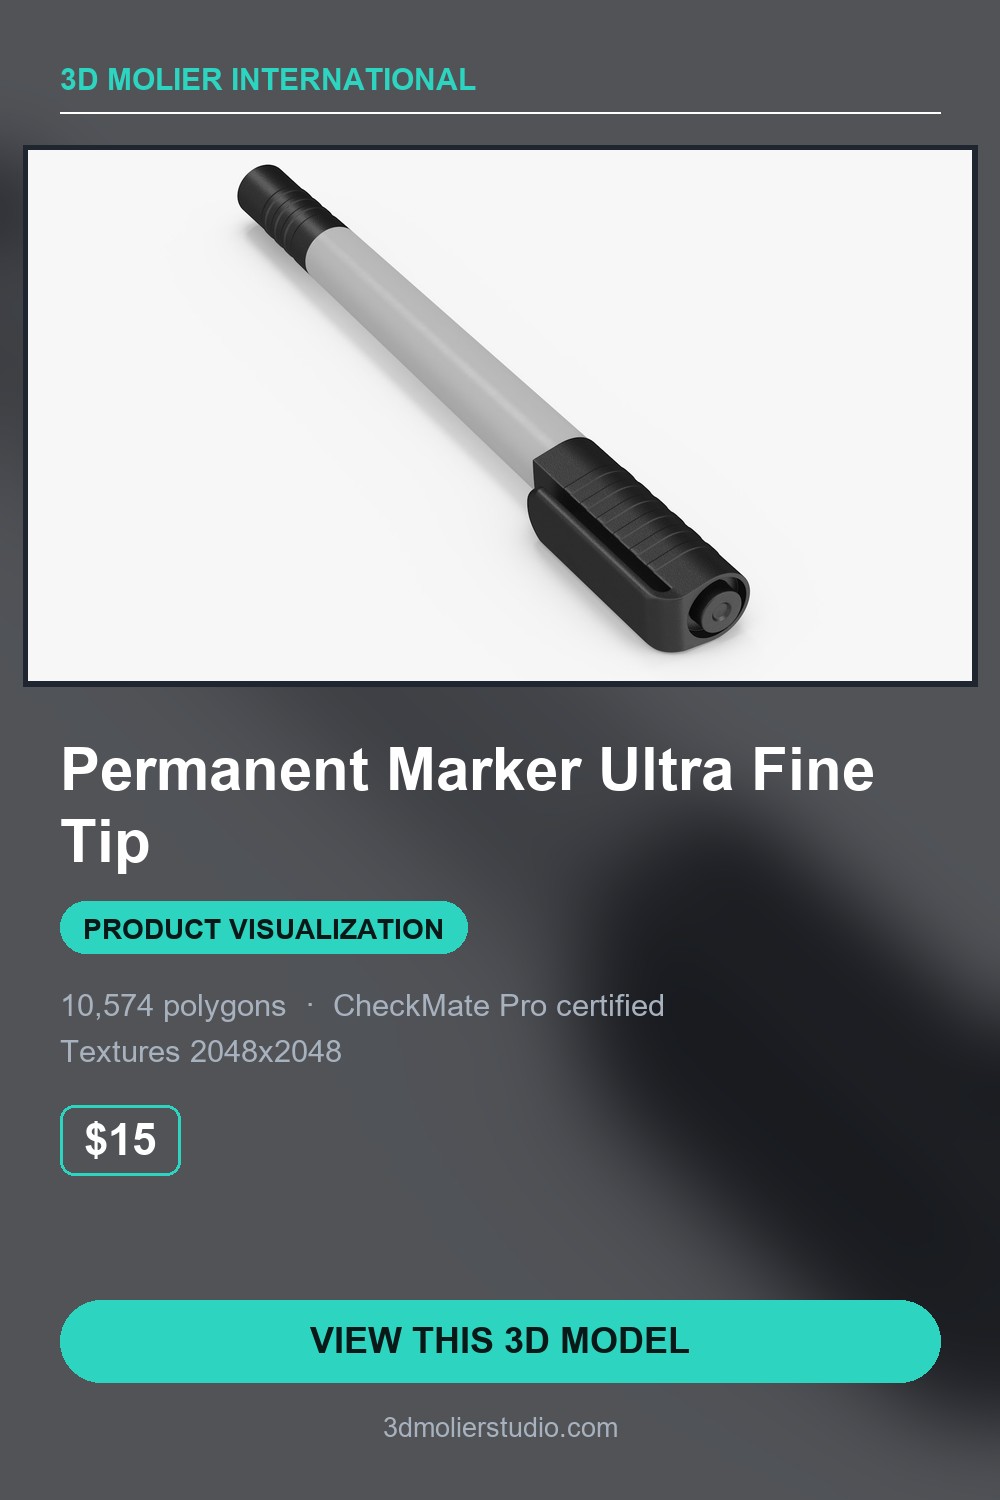 3D MOLIER INTERNATIONAL
Permanent Marker Ultra Fine
Tip
PRODUCT VISUALIZATION
10,574 polygons · CheckMate Pro certified
Textures 2048x2048
$15
VIEW THIS 3D MODEL
3dmolierstudio.com